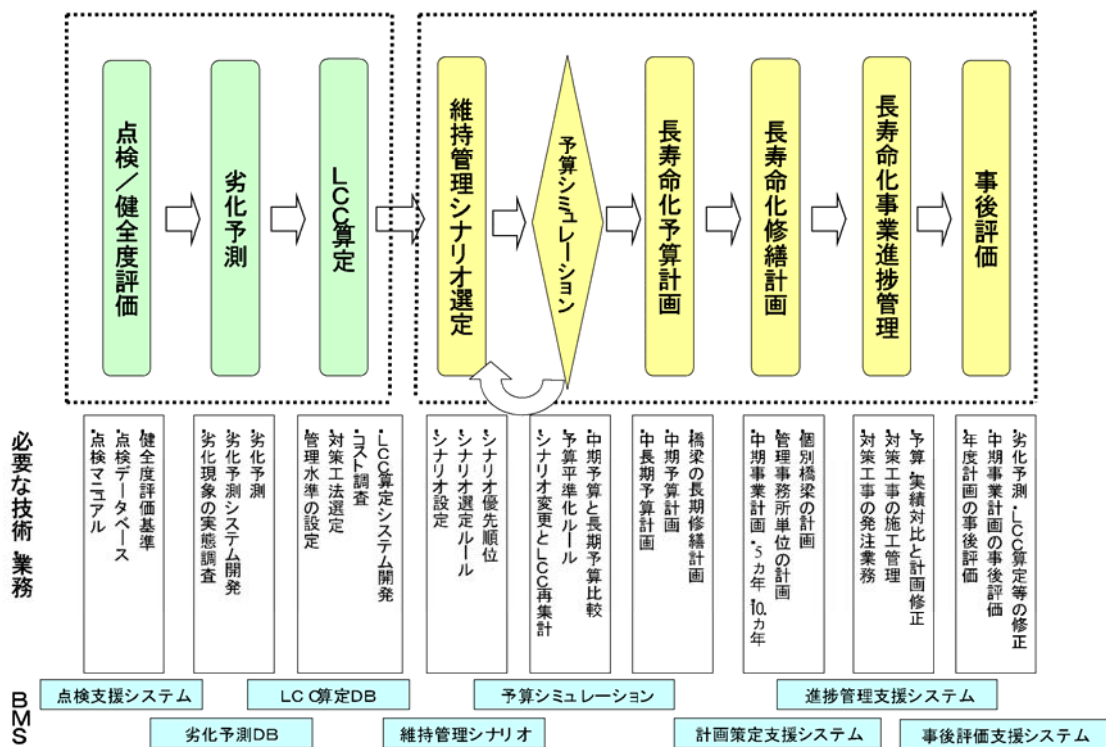 点検／健全度評価
劣化予測
LCC算定
維持管理シナリオ選定
予算シミュレーション
長寿命化予算計画
長寿命化修繕計画
長寿命化事業進捗管理
事後評価
必要な技術・業務
・健全度評価基準
・点検データベース
・点検マニュアル
・劣化予測
・劣化予測システム開発
・劣化現象の実態調査
・LCC算定システム開発
・コスト調査
・対策工法選定
・管理水準の設定
・シナリオ優先順位
・シナリオ選定ルール
・シナリオ設定
・中期予算と長期予算比較
・予算平準化ルール
・シナリオ変更とLCC再集計
・橋梁の長期修繕計画
・中期予算計画
・中長期予算計画
・個別橋梁の計画
・管理事務所単位の計画
・中期事業計画・5カ年・10カ年
・予算・実績対比と計画修正
・対策工事の施工管理
・対策工事の発注業務
・劣化予測・LCC算定等の修正
・中期事業計画の事後評価
・年度計画の事後評価
BMS
点検支援システム
劣化予測DB
LCC算定DB
維持管理シナリオ
予算シミュレーション
計画策定支援システム
進捗管理支援システム
事後評価支援システム